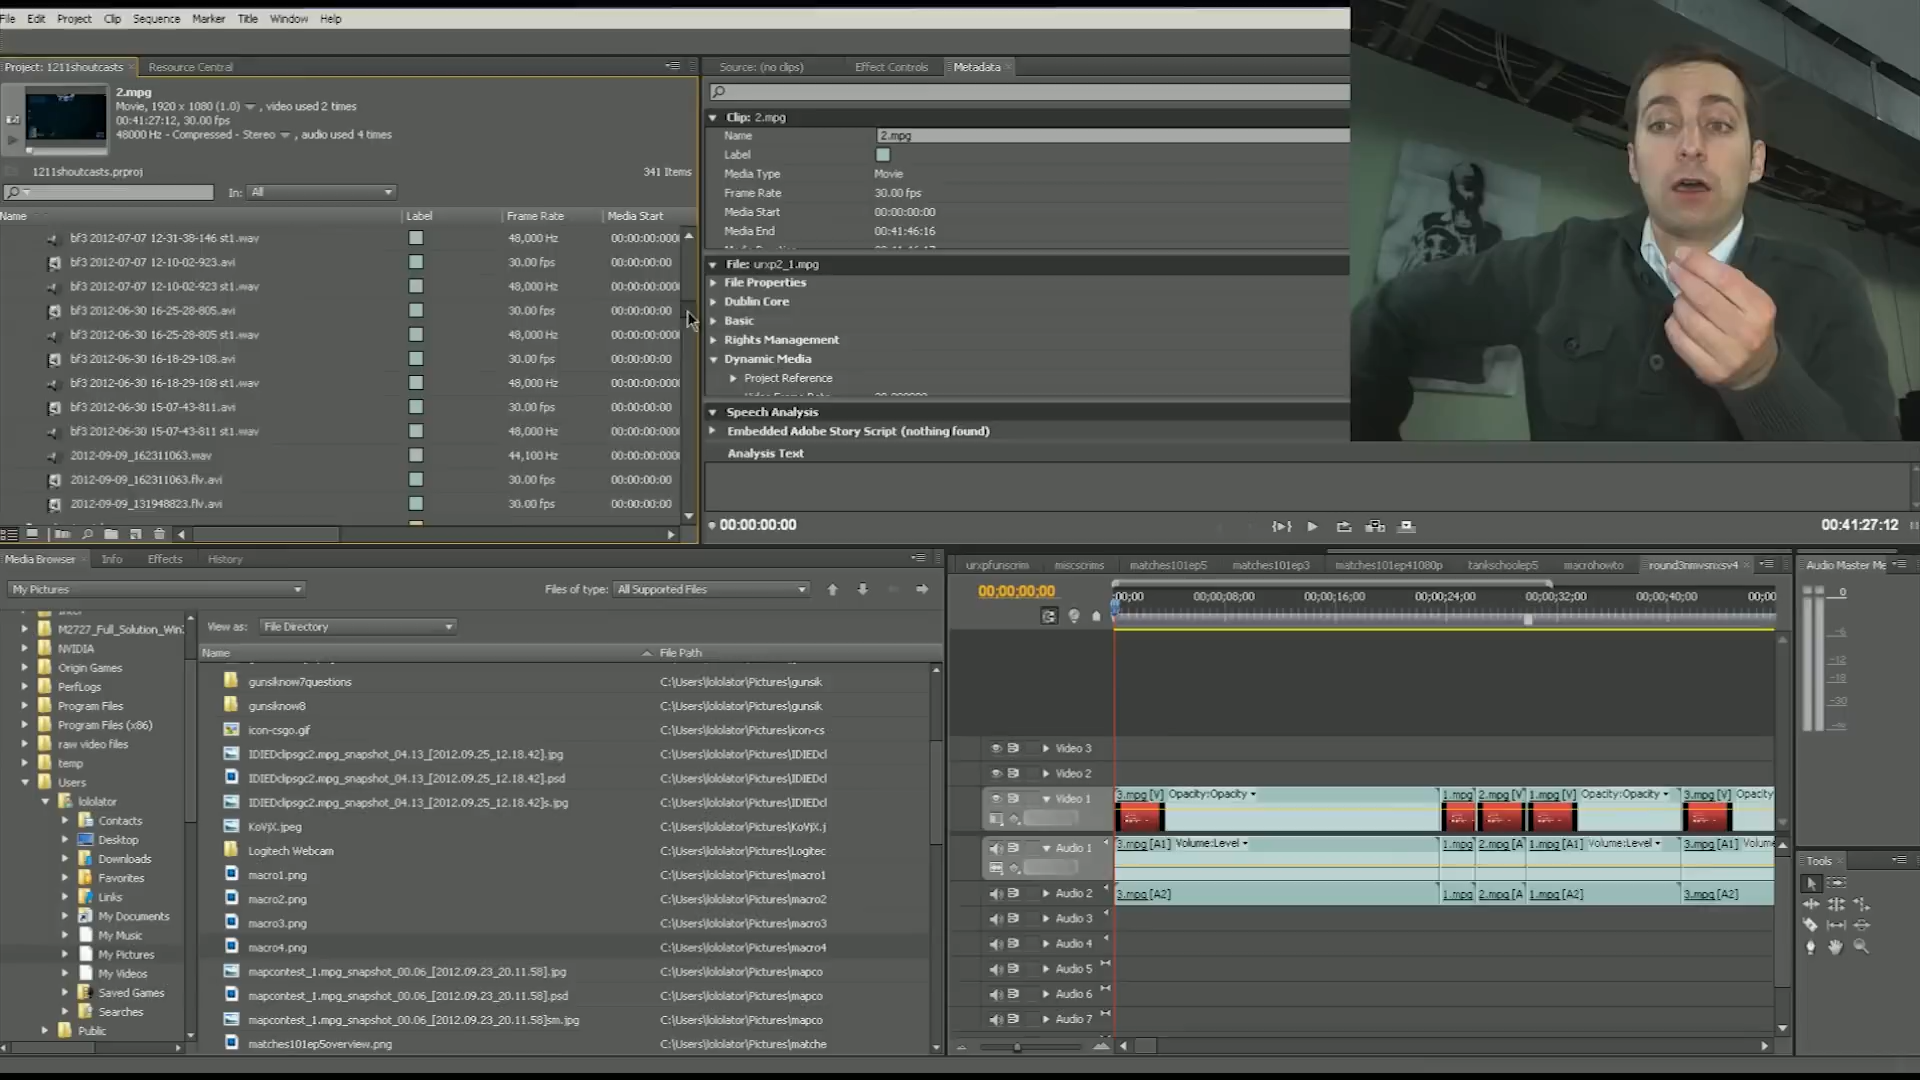 File Edit Project Clip Sequence Marker Title Window Help
Project: 1211shoutcasts Resource Central
2.mpg
Movie, 1920 x 1080 (1.0) , video used 2 times
00:41:27:12, 30.00 fps
48000 Hz - Compressed - Stereo , audio used 4 times
1211shoutcasts.prproj 341 Items
In: All
Name Label Frame Rate Media Start
bf3 2012-07-07 12-31-38-146 st1.wav 48,000 Hz 00:00:00:0000
bf3 2012-07-07 12-10-02-923.avi 30.00 fps 00:00:00:00
bf3 2012-07-07 12-10-02-923 st1.wav 48,000 Hz 00:00:00:0000
bf3 2012-06-30 16-25-28-805.avi 30.00 fps 00:00:00:00
bf3 2012-06-30 16-25-28-805 st1.wav 48,000 Hz 00:00:00:0000
bf3 2012-06-30 16-18-29-108.avi 30.00 fps 00:00:00:00
bf3 2012-06-30 16-18-29-108 st1.wav 48,000 Hz 00:00:00:0000
bf3 2012-06-30 15-07-43-811.avi 30.00 fps 00:00:00:00
bf3 2012-06-30 15-07-43-811 st1.wav 48,000 Hz 00:00:00:0000
2012-09-09_162311063.wav 44,100 Hz 00:00:00:0000
2012-09-09_162311063.flv.avi 30.00 fps 00:00:00:00
2012-09-09_131948823.flv.avi 30.00 fps 00:00:00:00
Source: (no clips) Effect Controls Metadata
Clip: 2.mpg
Name 2.mpg
Label
Media Type Movie
Frame Rate 30.00 fps
Media Start 00:00:00:00
Media End 00:41:46:16
File: urxp2_1.mpg
File Properties
Dublin Core
Basic
Rights Management
Dynamic Media
Project Reference
Speech Analysis
Embedded Adobe Story Script (nothing found)
Analysis Text
00:00:00:00 00:41:27:12
Media Browser Info Effects History
My Pictures Files of type: All Supported Files
View as: File Directory
Name File Path
M2727_Full_Solution_Win
NVIDIA
Origin Games
PerfLogs
Program Files
Program Files (x86)
raw video files
temp
Users
lololator
Contacts
Desktop
Downloads
Favorites
Links
My Documents
My Music
My Pictures
My Videos
Saved Games
Searches
Public
gunsiknow7questions C:\Users\lololator\Pictures\gunsik
gunsiknow8 C:\Users\lololator\Pictures\gunsik
icon-csgo.gif C:\Users\lololator\Pictures\icon-cs
IDIEDclipsgc2.mpg_snapshot_04.13_[2012.09.25_12.18.42].jpg C:\Users\lololator\Pictures\IDIEDcl
IDIEDclipsgc2.mpg_snapshot_04.13_[2012.09.25_12.18.42].psd C:\Users\lololator\Pictures\IDIEDcl
IDIEDclipsgc2.mpg_snapshot_04.13_[2012.09.25_12.18.42]s.jpg C:\Users\lololator\Pictures\IDIEDcl
KoVjX.jpeg C:\Users\lololator\Pictures\KoVjX.j
Logitech Webcam C:\Users\lololator\Pictures\Logitec
macro1.png C:\Users\lololator\Pictures\macro1
macro2.png C:\Users\lololator\Pictures\macro2
macro3.png C:\Users\lololator\Pictures\macro3
macro4.png C:\Users\lololator\Pictures\macro4
mapcontest_1.mpg_snapshot_00.06_[2012.09.23_20.11.58].jpg C:\Users\lololator\Pictures\mapco
mapcontest_1.mpg_snapshot_00.06_[2012.09.23_20.11.58].psd C:\Users\lololator\Pictures\mapco
mapcontest_1.mpg_snapshot_00.06_[2012.09.23_20.11.58]sm.jpg C:\Users\lololator\Pictures\mapco
matches101ep5overview.png C:\Users\lololator\Pictures\matche
urxpfunscrim miscscrims matches101ep5 matches101ep3 matches101ep41080p tankschoolep5 macrohowto round3nmvsnxsv4
00;00;00;00
00;00 00;00;08;00 00;00;16;00 00;00;24;00 00;00;32;00 00;00;40;00 00;00
Video 3
Video 2
Video 1 3.mpg [V] Opacity:Opacity 1.mpg 2.mpg [V 1.mpg [V] Opacity:Opacity 3.mpg [V] Opacity
Audio 1 3.mpg [A1] Volume:Level 1.mpg 2.mpg [A 1.mpg [A1] Volume:Level 3.mpg [A1] Volume
Audio 2 3.mpg [A2] 1.mpg 2.mpg [A 1.mpg [A2] 3.mpg [A2]
Audio 3
Audio 4
Audio 5
Audio 6
Audio 7
Audio Master Me
0
-6
-12
-18
-30
-∞
Tools